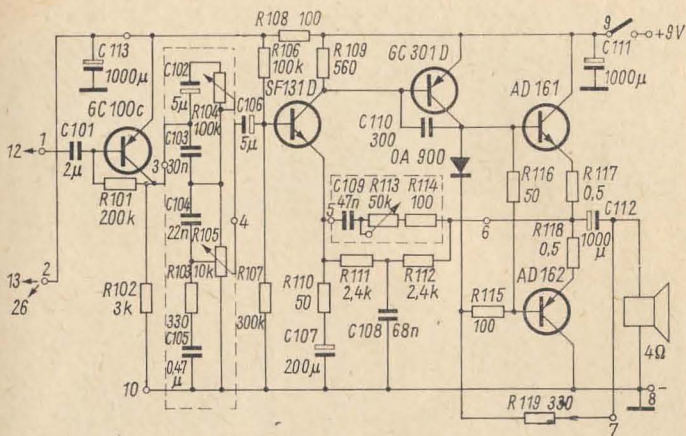 R108 100
9
+9V
C113
1000µ
R106
100k
R109
560
GC301D
C111
1000µ
GC100c
C102
5µ
R104
100k
C106
5µ
SF131D
AD161
C110
300
1
12
C101
2µ
3
C103
30n
0A 900
R116
50
R117
0,5
R101
200k
C104
22n
4
5
C109
47n
R113
50k
R114
100
6
C112
1000
µ
R118
0,5
2
13
26
R105
R103
10k
R107
R110
50
R111
2,4k
R112
2,4k
AD162
R102
3k
330
C105
0,47
µ
300k
C107
200µ
C108
68n
R115
100
4Ω
10
8
-
R119 330
7